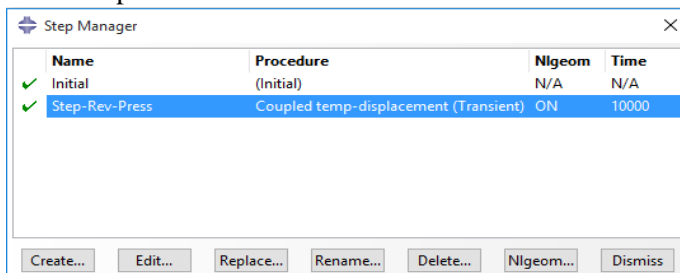 Step Manager
Name Procedure Nlgeom Time
Initial (Initial) N/A N/A
Step-Rev-Press Coupled temp-displacement (Transient) ON 10000
Create... Edit... Replace... Rename... Delete... Nlgeom... Dismiss